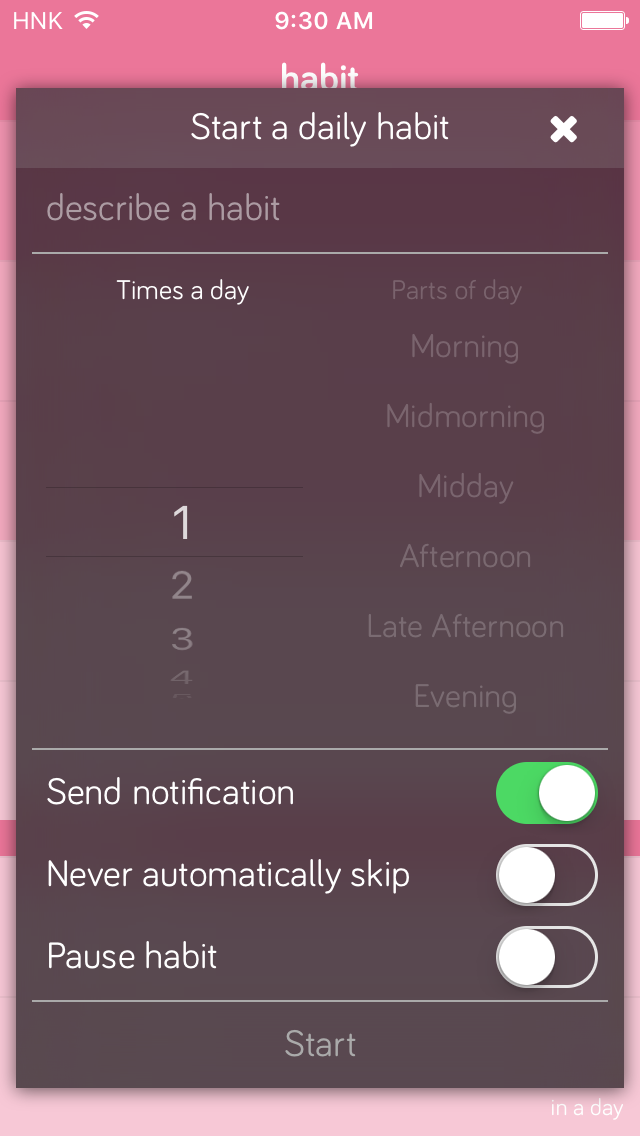 HNK 9:30 AM
habit
Start a daily habit
describe a habit
Times a day Parts of day
Morning
Midmorning
Midday
1
Afternoon
2
Late Afternoon
3
4
Evening
Send notification
Never automatically skip
Pause habit
Start
in a day